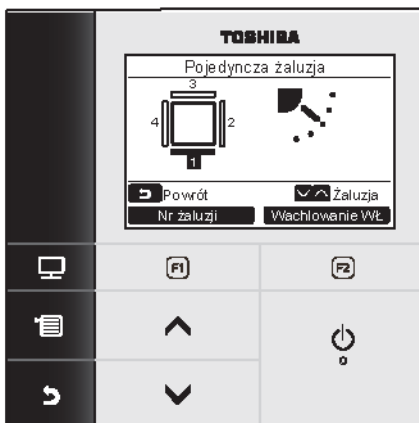 TOSHIBA
Pojedyncza żaluzja
3
4 2
1
Powrót Żaluzja
Nr żaluzji Wachlowanie WŁ
F1 F2